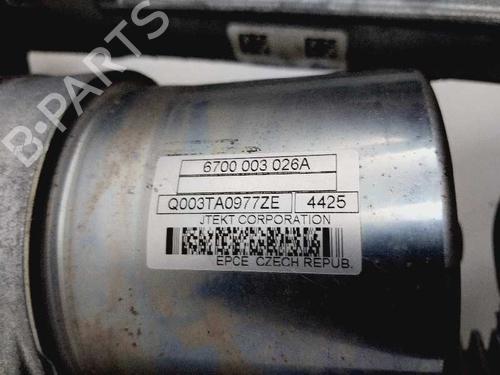 B-PARTS
6700 003 026A
Q003TA0977ZE 4425
JTEKT CORPORATION
EPCE CZECH REPUB.